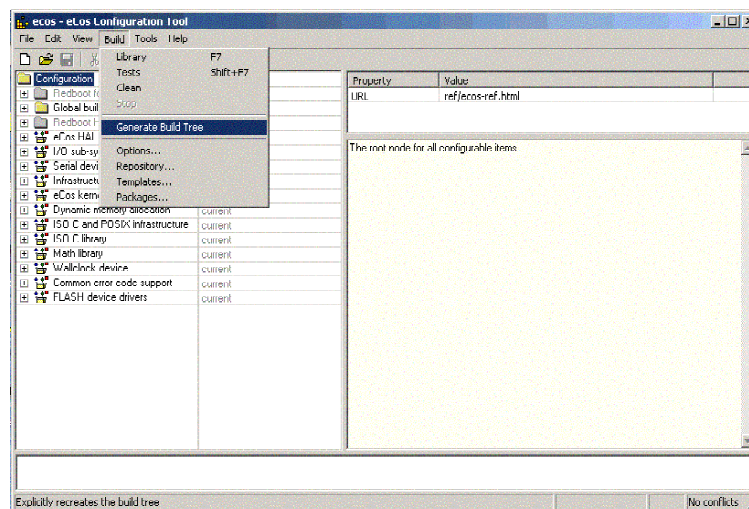 ecos - eCos Configuration Tool
File Edit View Build Tools Help
Library F7
Tests Shift+F7
Clean
Stop
Generate Build Tree
Options...
Repository...
Templates...
Packages...
Configuration
Redboot
Global buil
Redboot H
eCos HAL
I/O sub-sy
Serial devi
Infrastructu
eCos kern
Dynamic memory allocation current
ISO C and POSIX infrastructure current
ISO C library current
Math library current
Wallclock device current
Common error code support current
FLASH device drivers current
Property Value
URL ref/ecos-ref.html
The root node for all configurable items
Explicitly recreates the build tree
No conflicts